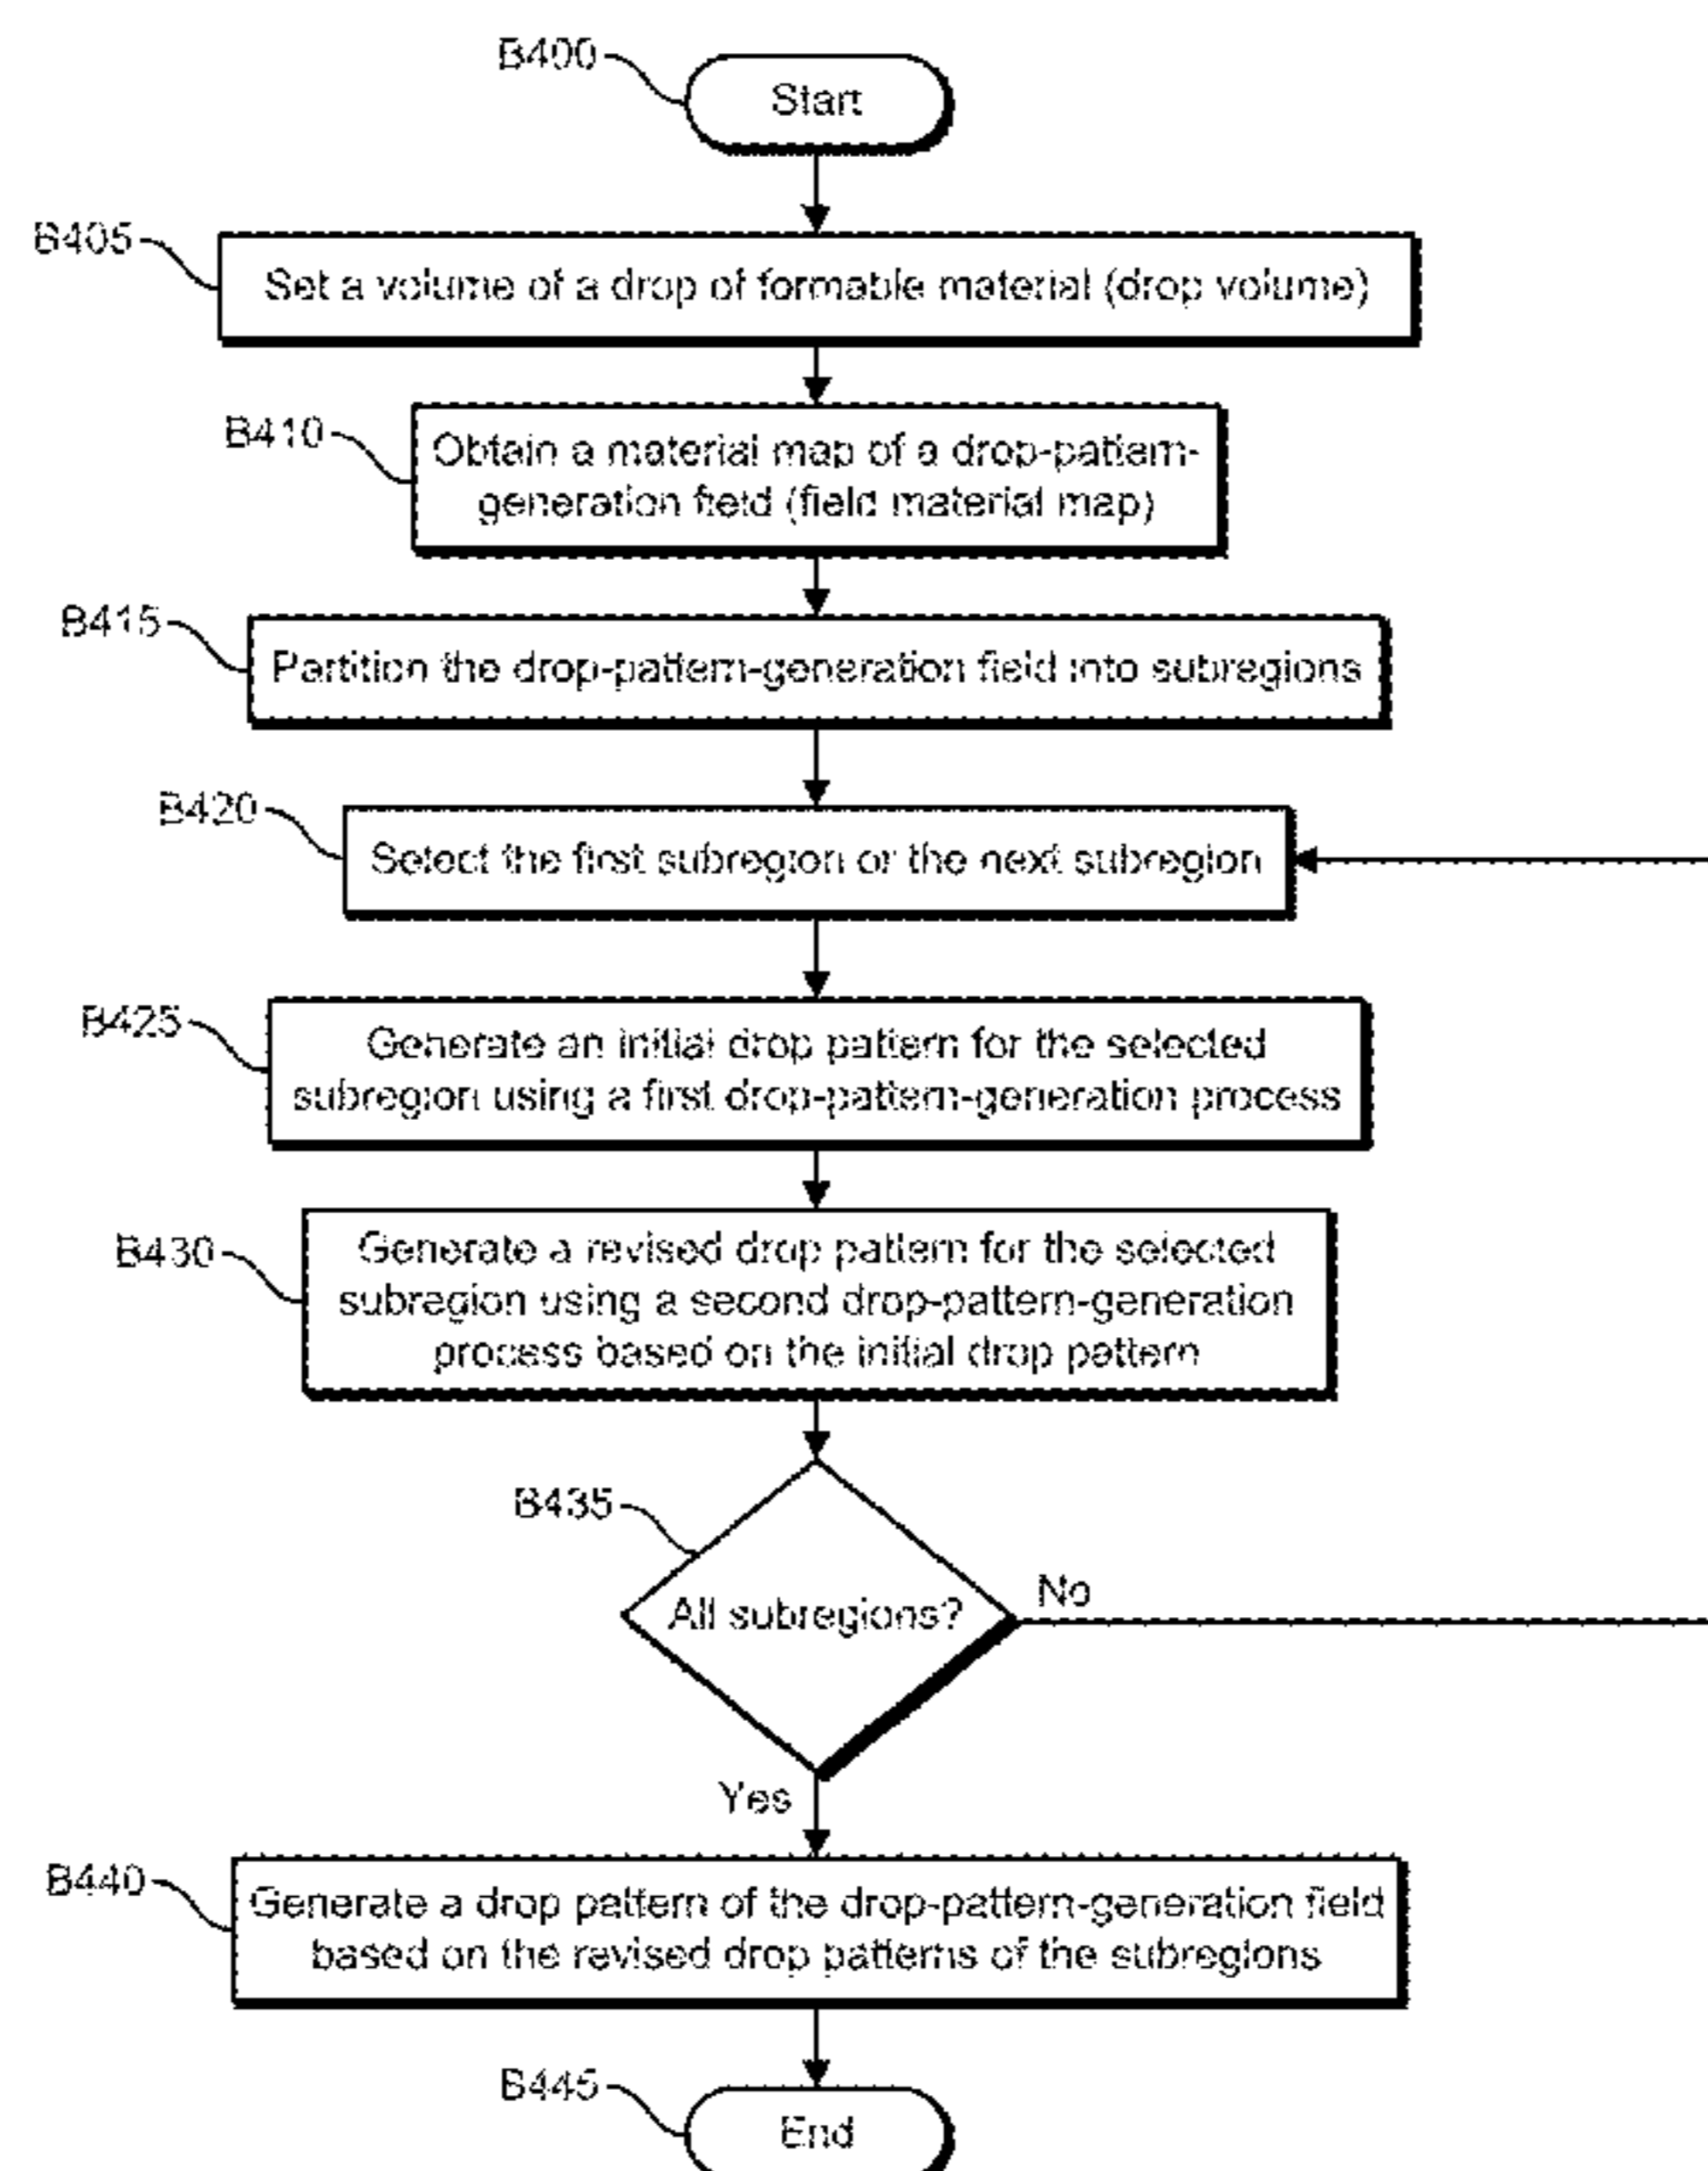 B400
Start
B405
Set a volume of a drop of formable material (drop volume)
B410
Obtain a material map of a drop-pattern-
generation field (field material map)
B415
Partition the drop-pattern-generation field into subregions
B420
Select the first subregion or the next subregion
B425
Generate an initial drop pattern for the selected
subregion using a first drop-pattern-generation process
B430
Generate a revised drop pattern for the selected
subregion using a second drop-pattern-generation
process based on the initial drop pattern
B435
All subregions?
No
Yes
B440
Generate a drop pattern of the drop-pattern-generation field
based on the revised drop patterns of the subregions
B445
End